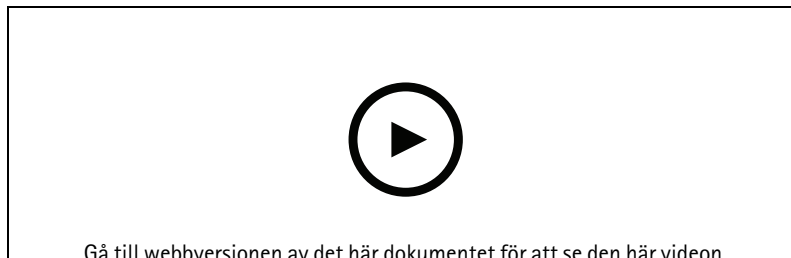 Gå till webbversionen av det här dokumentet för att se den här videon.